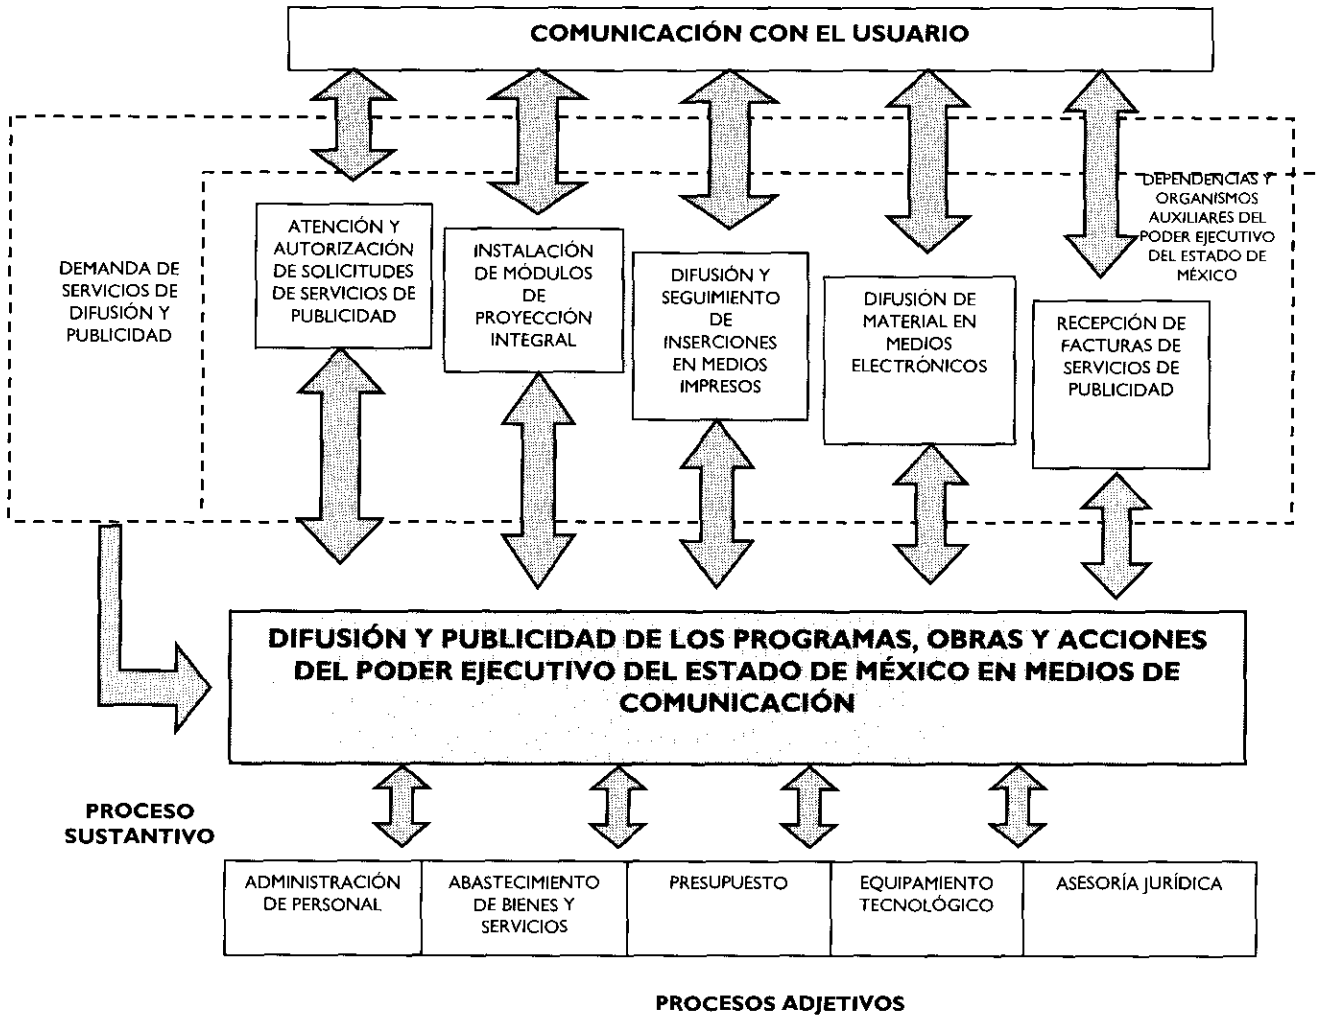 COMUNICACIÓN CON EL USUARIO
DEMANDA DE
SERVICIOS DE
DIFUSIÓN Y
PUBLICIDAD
ATENCIÓN Y
AUTORIZACIÓN
DE SOLICITUDES
DE SERVICIOS DE
PUBLICIDAD
INSTALACIÓN
DE MÓDULOS
DE
PROYECCIÓN
INTEGRAL
DIFUSIÓN Y
SEGUIMIENTO
DE
INSERCIONES
EN MEDIOS
IMPRESOS
DIFUSIÓN DE
MATERIAL EN
MEDIOS
ELECTRÓNICOS
RECEPCIÓN DE
FACTURAS DE
SERVICIOS DE
PUBLICIDAD
DEPENDENCIAS Y
ORGANISMOS
AUXILIARES DEL
PODER EJECUTIVO
DEL ESTADO DE
MÉXICO
DIFUSIÓN Y PUBLICIDAD DE LOS PROGRAMAS, OBRAS Y ACCIONES
DEL PODER EJECUTIVO DEL ESTADO DE MÉXICO EN MEDIOS DE
COMUNICACIÓN
PROCESO
SUSTANTIVO
ADMINISTRACIÓN
DE PERSONAL
ABASTECIMIENTO
DE BIENES Y
SERVICIOS
PRESUPUESTO
EQUIPAMIENTO
TECNOLÓGICO
ASESORÍA JURÍDICA
PROCESOS ADJETIVOS